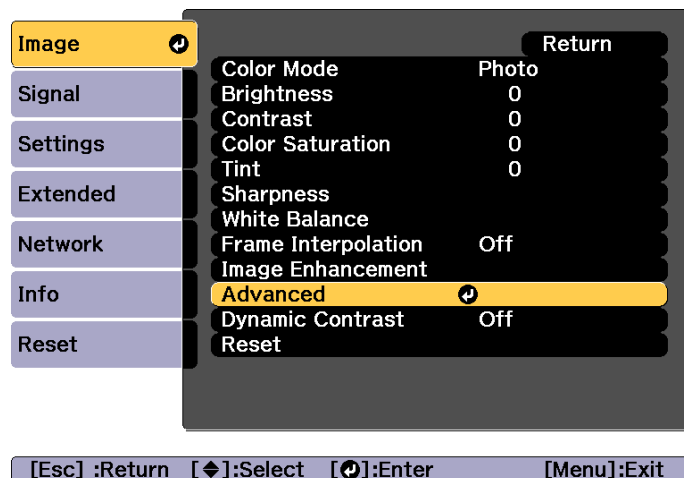 Image
Signal
Settings
Extended
Network
Info
Reset
Return
Color Mode Photo
Brightness 0
Contrast 0
Color Saturation 0
Tint 0
Sharpness
White Balance
Frame Interpolation Off
Image Enhancement
Advanced
Dynamic Contrast Off
Reset
[Esc] :Return [◆]:Select [↵]:Enter [Menu]:Exit